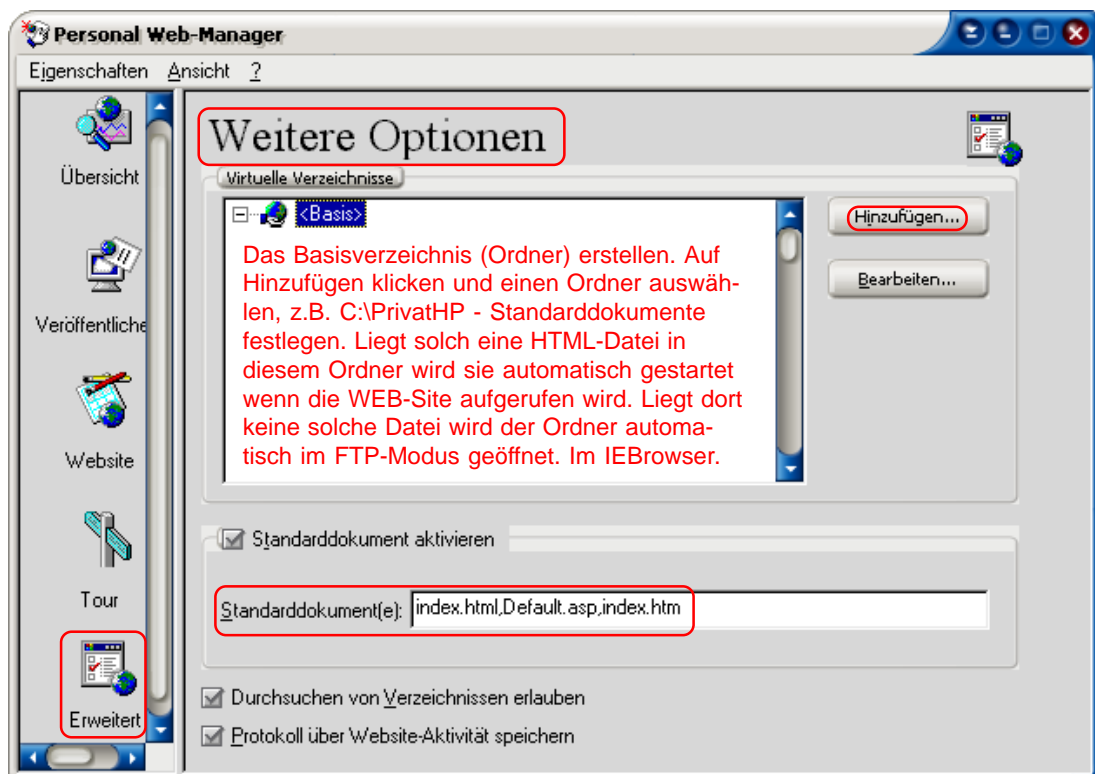 Personal Web-Manager
Eigenschaften Ansicht ?
Übersicht
Veröffentliche
Website
Tour
Erweitert
Weitere Optionen
Virtuelle Verzeichnisse
<Basis>
Das Basisverzeichnis (Ordner) erstellen. Auf
Hinzufügen klicken und einen Ordner auswäh-
len, z.B. C:\PrivatHP - Standarddokumente
festlegen. Liegt solch eine HTML-Datei in
diesem Ordner wird sie automatisch gestartet
wenn die WEB-Site aufgerufen wird. Liegt dort
keine solche Datei wird der Ordner automa-
tisch im FTP-Modus geöffnet. Im IEBrowser.
Hinzufügen...
Bearbeiten...
Standarddokument aktivieren
Standarddokument(e): index.html,Default.asp,index.htm
Durchsuchen von Verzeichnissen erlauben
Protokoll über Website-Aktivität speichern